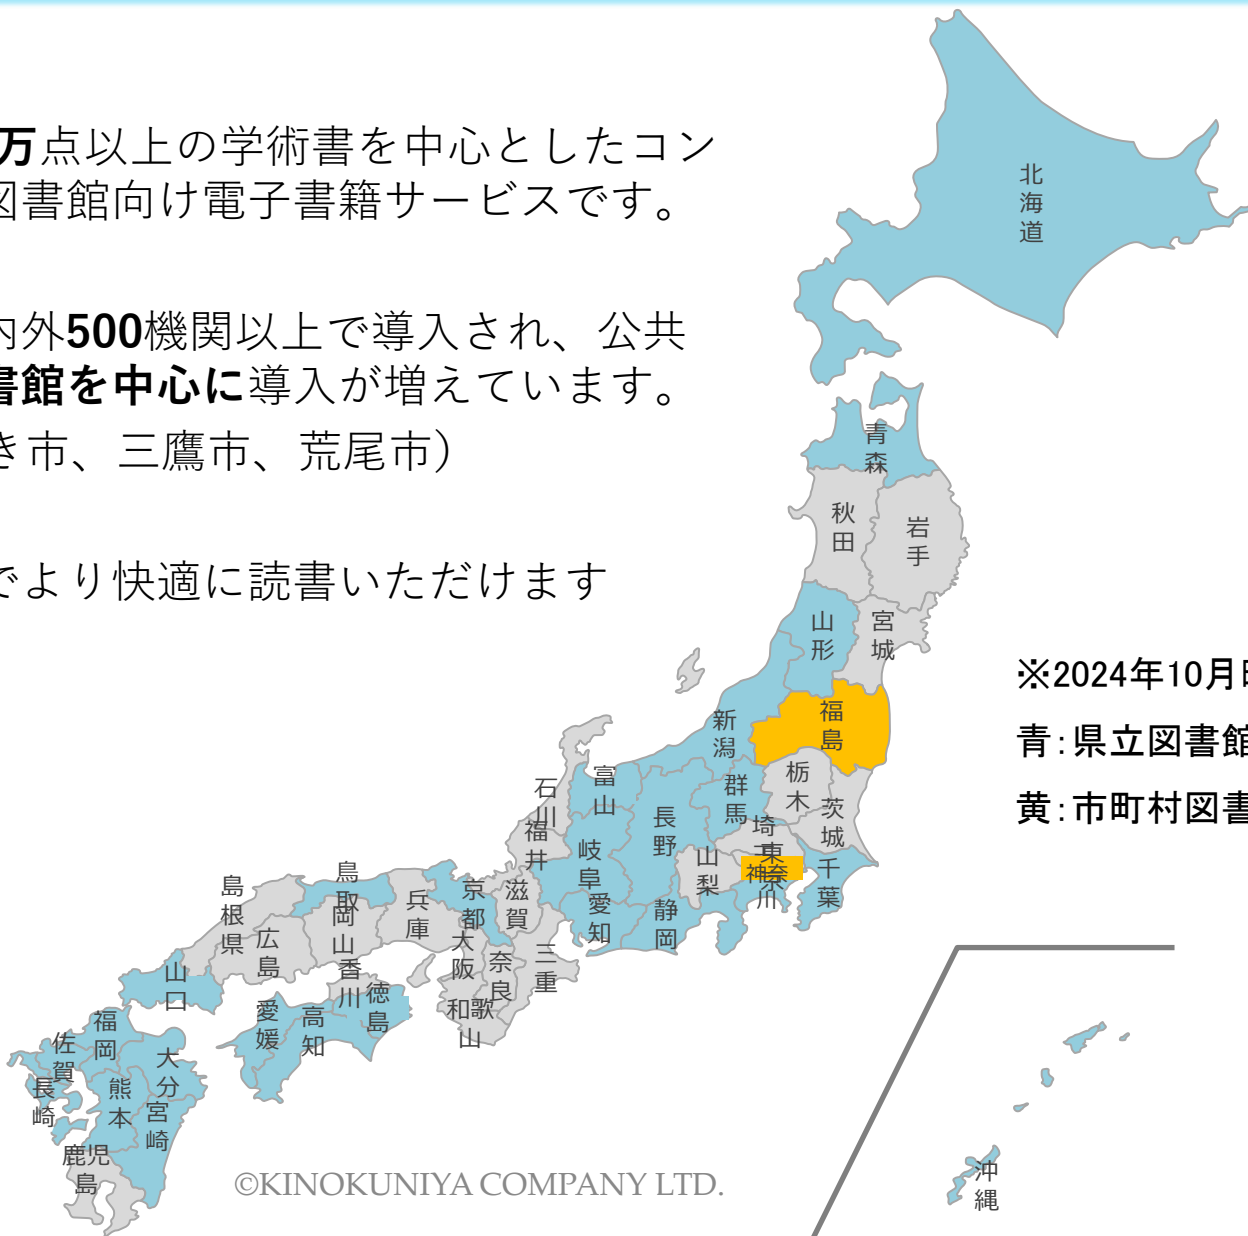 万点以上の学術書を中心としたコン
図書館向け電子書籍サービスです。
内外500機関以上で導入され、公共
書館を中心に導入が増えています。
き市、三鷹市、荒尾市）
でより快適に読書いただけます
※2024年10月
青：県立図書館
黄：市町村図書
北海道
青森
秋田
岩手
山形
宮城
福島
新潟
栃木
群馬
茨城
埼
東京
神奈川
千葉
山梨
長野
静岡
富山
石川
福井
岐阜
愛知
滋賀
三重
京都
大阪
奈良
和歌山
兵庫
鳥取
岡山
島根県
広島
山口
香川
徳島
愛媛
高知
福岡
佐賀
長崎
大分
熊本
宮崎
鹿児島
沖縄
©KINOKUNIYA COMPANY LTD.